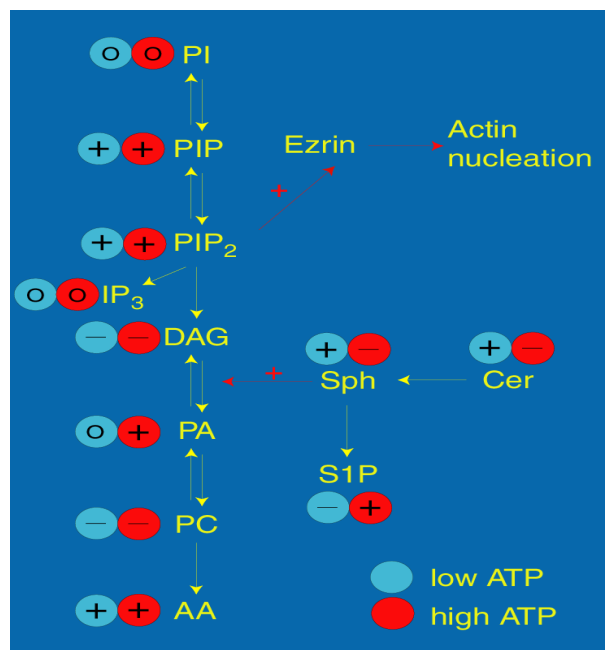 o o PI
+ + PIP
Ezrin
Actin
nucleation
+
+ + PIP₂
o o IP₃
− − DAG
+ − + −
+ Sph Cer
o + PA
S1P
− +
− − PC
low ATP
+ + AA
high ATP